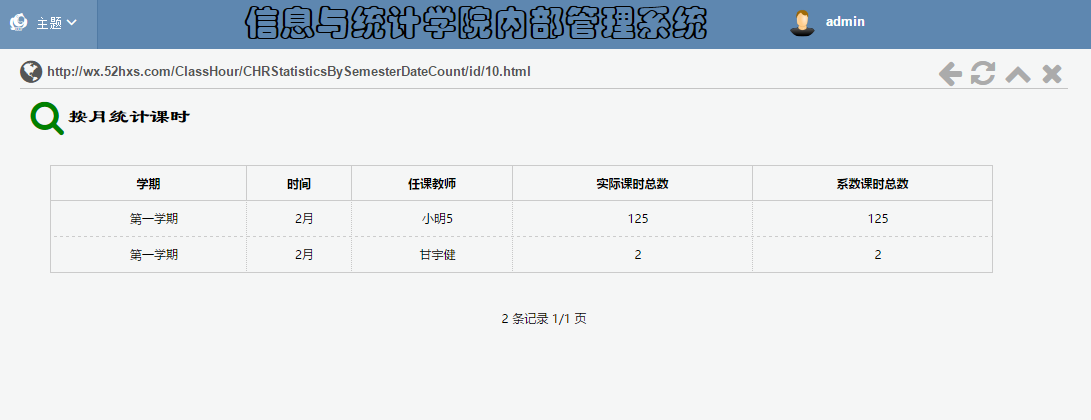 主题 信息与统计学院内部管理系统 admin
http://wx.52hxs.com/ClassHour/CHRStatisticsBySemesterDateCount/id/10.html
按月统计课时
学期 时间 任课教师 实际课时总数 系数课时总数
第一学期 2月 小明5 125 125
第一学期 2月 甘宇健 2 2
2 条记录 1/1 页